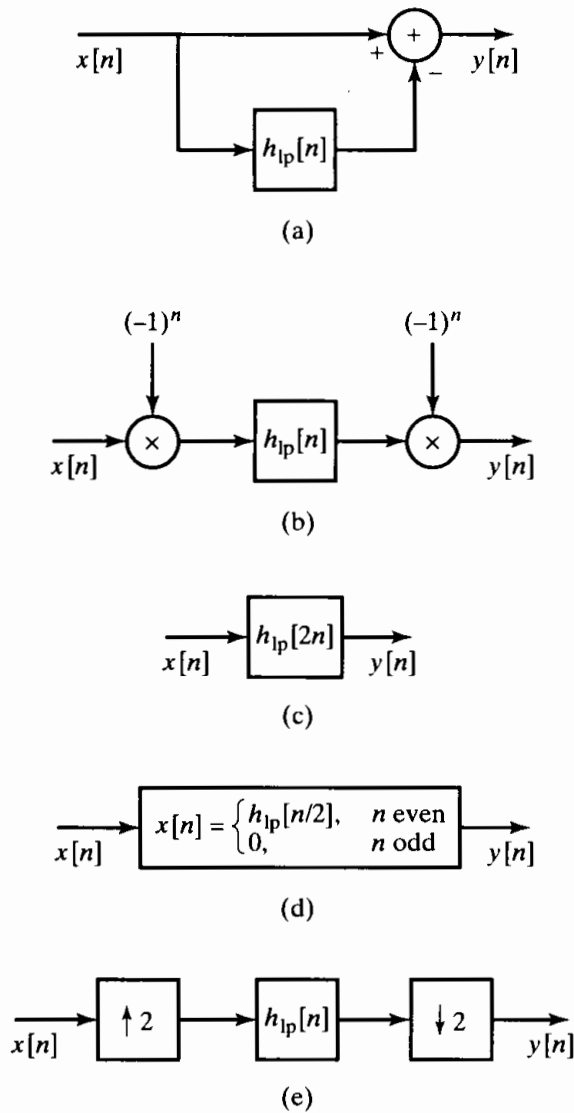 x[n] + + − y[n]
h_lp[n]
(a)
(−1)^n (−1)^n
x[n] × h_lp[n] × y[n]
(b)
x[n] h_lp[2n] y[n]
(c)
x[n] x[n] = { h_lp[n/2], n even
0, n odd y[n]
(d)
x[n] ↑ 2 h_lp[n] ↓ 2 y[n]
(e)